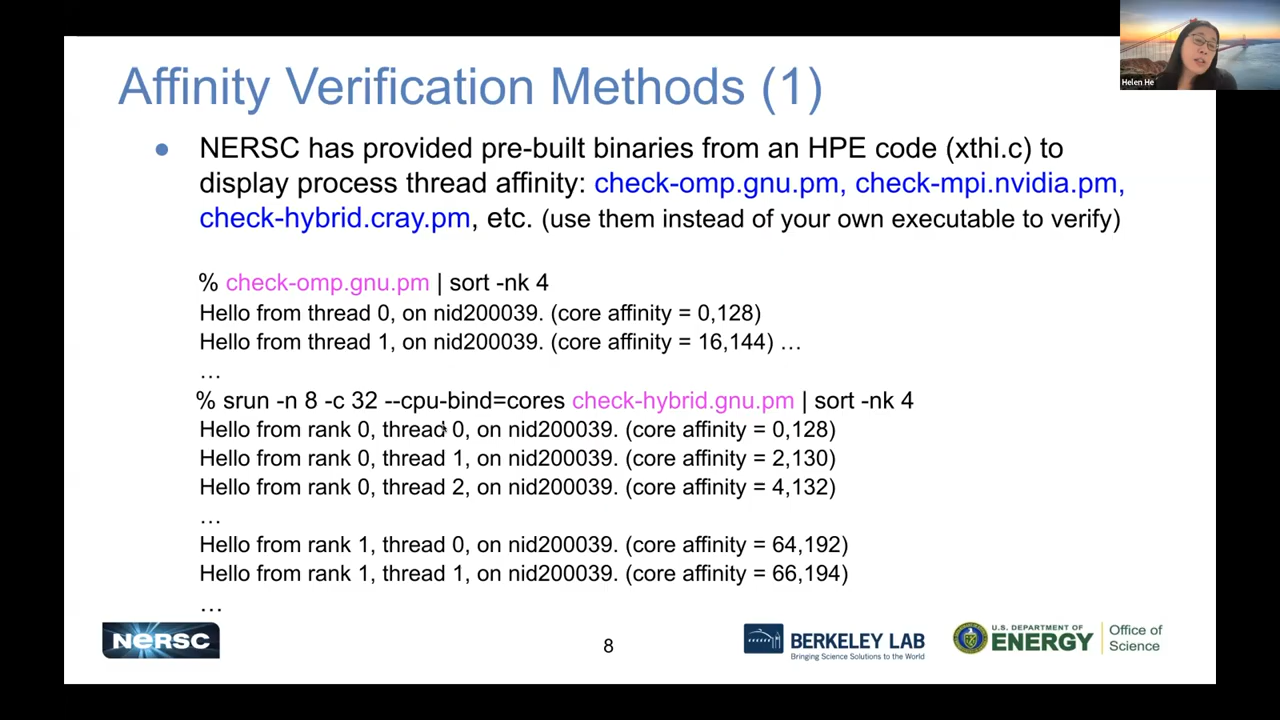 Helen He
Affinity Verification Methods (1)
● NERSC has provided pre-built binaries from an HPE code (xthi.c) to
display process thread affinity: check-omp.gnu.pm, check-mpi.nvidia.pm,
check-hybrid.cray.pm, etc. (use them instead of your own executable to verify)
% check-omp.gnu.pm | sort -nk 4
Hello from thread 0, on nid200039. (core affinity = 0,128)
Hello from thread 1, on nid200039. (core affinity = 16,144) …
…
% srun -n 8 -c 32 --cpu-bind=cores check-hybrid.gnu.pm | sort -nk 4
Hello from rank 0, thread 0, on nid200039. (core affinity = 0,128)
Hello from rank 0, thread 1, on nid200039. (core affinity = 2,130)
Hello from rank 0, thread 2, on nid200039. (core affinity = 4,132)
…
Hello from rank 1, thread 0, on nid200039. (core affinity = 64,192)
Hello from rank 1, thread 1, on nid200039. (core affinity = 66,194)
…
NERSC
8
BERKELEY LAB
Bringing Science Solutions to the World
U.S. DEPARTMENT OF
ENERGY
Office of
Science